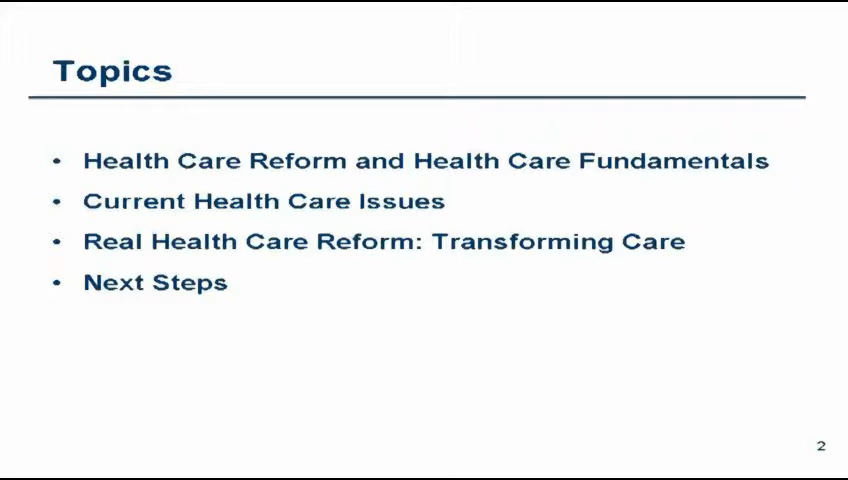 Topics
• Health Care Reform and Health Care Fundamentals
• Current Health Care Issues
• Real Health Care Reform: Transforming Care
• Next Steps
2